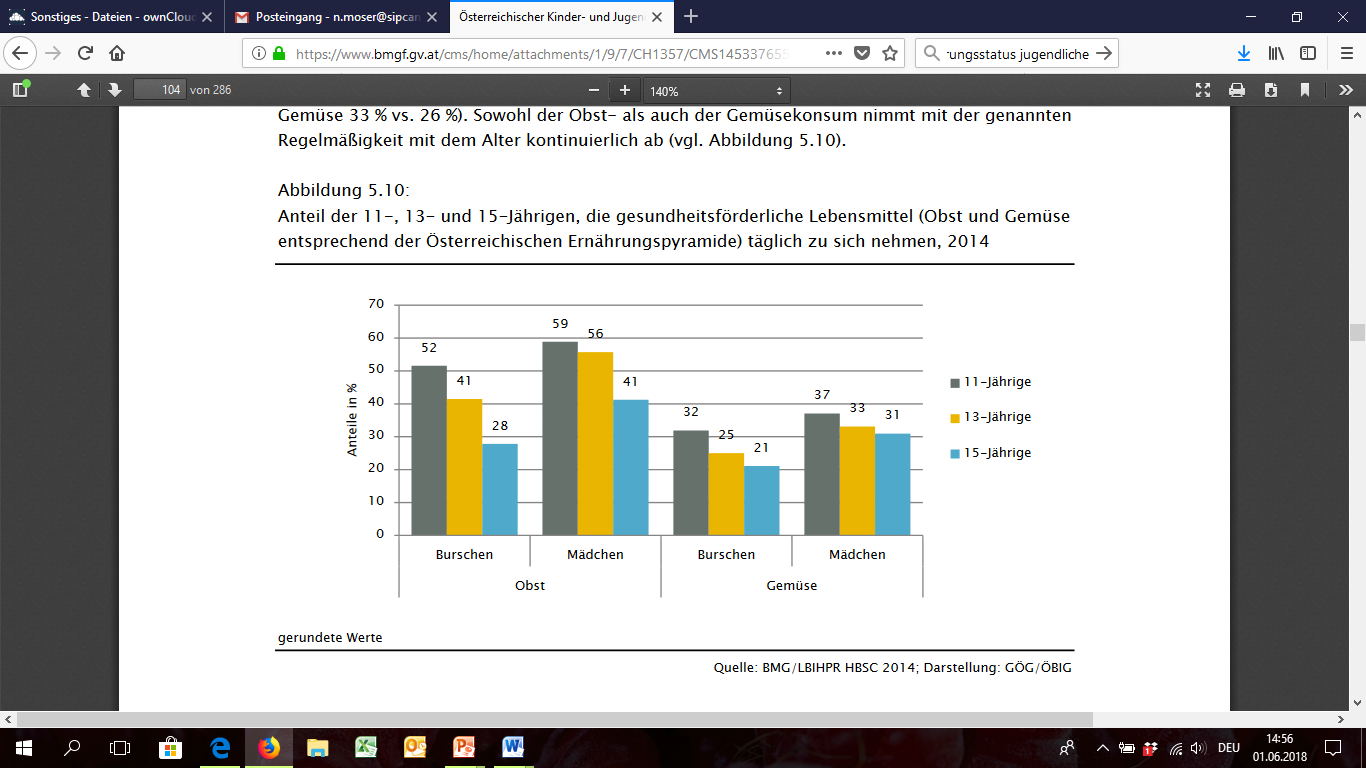 Sonstiges - Dateien - ownClou
Posteingang - n.moser@sipcan
Österreichischer Kinder- und Jugen
https://www.bmgf.gv.at/cms/home/attachments/1/9/7/CH1357/CMS145337655
ungsstatus jugendliche
104 von 286
140%
Gemüse 33 % vs. 26 %). Sowohl der Obst- als auch der Gemüsekonsum nimmt mit der genannten
Regelmäßigkeit mit dem Alter kontinuierlich ab (vgl. Abbildung 5.10).
Abbildung 5.10:
Anteil der 11-, 13- und 15-Jährigen, die gesundheitsförderliche Lebensmittel (Obst und Gemüse
entsprechend der Österreichischen Ernährungspyramide) täglich zu sich nehmen, 2014
Anteile in %
70
60
50
40
30
20
10
0
52 41 28
59 56 41
32 25 21
37 33 31
Burschen Mädchen Burschen Mädchen
Obst Gemüse
11-Jährige
13-Jährige
15-Jährige
gerundete Werte
Quelle: BMG/LBIHPR HBSC 2014; Darstellung: GÖG/ÖBIG
DEU
14:56
01.06.2018